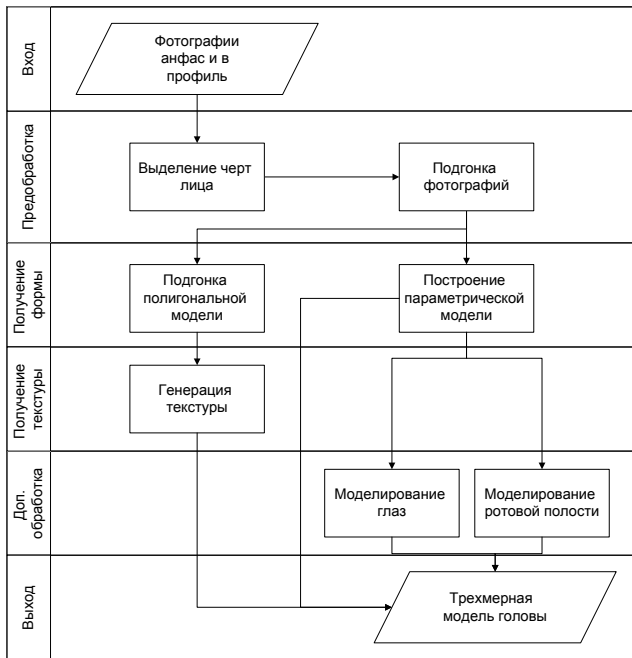 Вход
Фотографии
анфас и в
профиль
Предобработка
Выделение черт
лица
Подгонка
фотографий
Получение
формы
Подгонка
полигональной
модели
Построение
параметрической
модели
Получение
текстуры
Генерация
текстуры
Доп.
обработка
Моделирование
глаз
Моделирование
ротовой полости
Выход
Трехмерная
модель головы